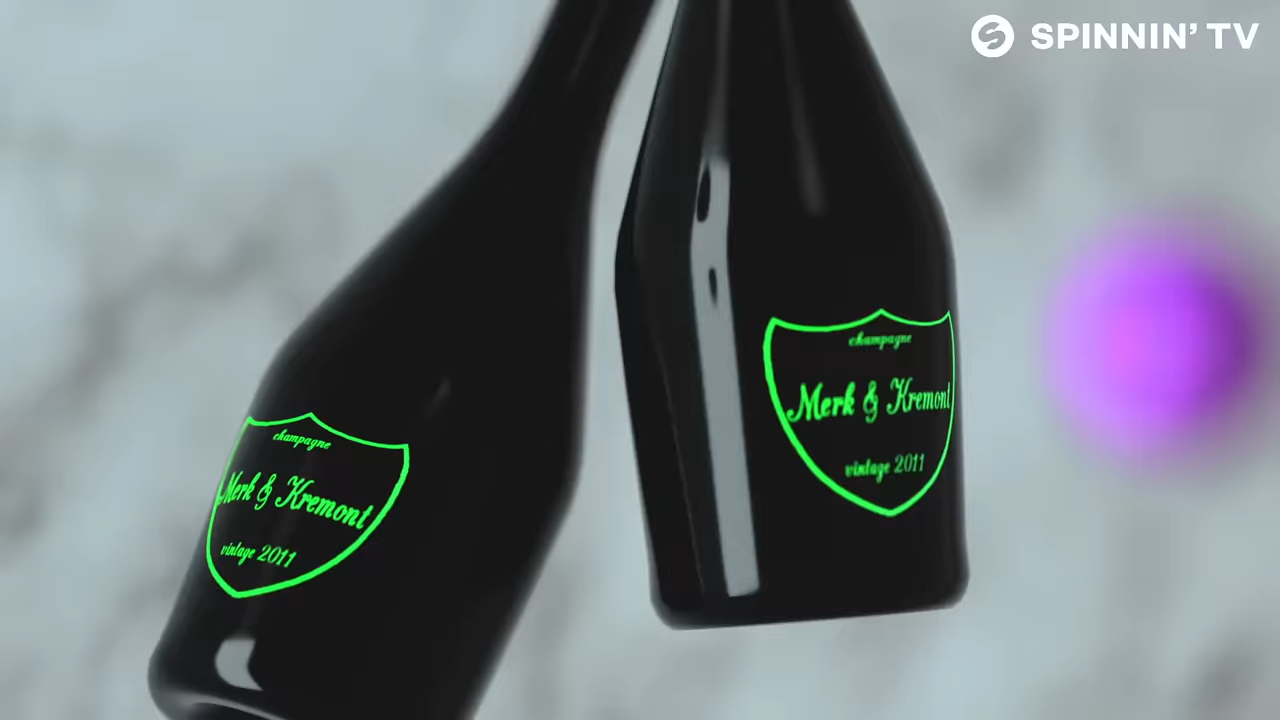 SPINNIN' TV
champagne
Merk & Kremont
vintage 2011
champagne
Merk & Kremont
vintage 2011